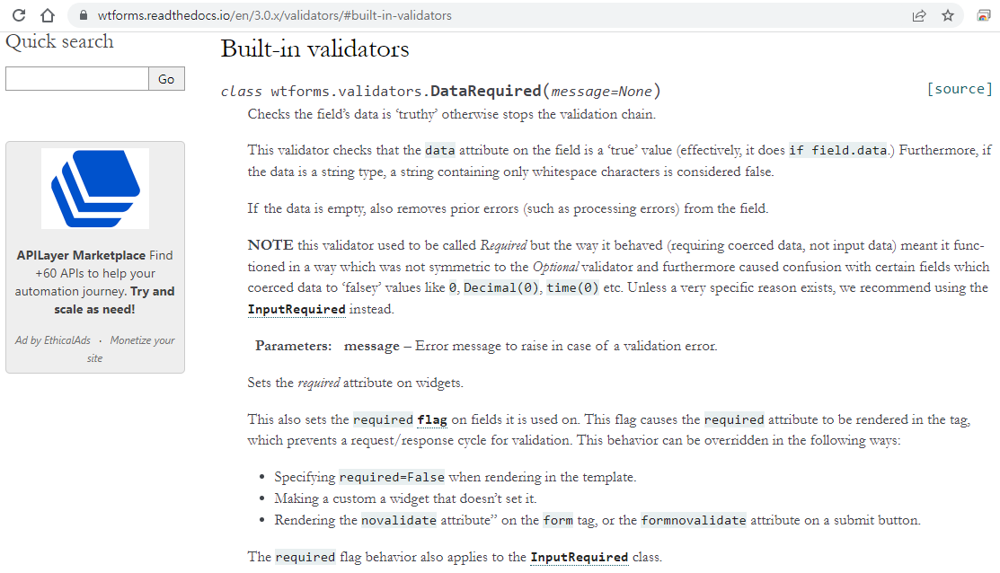 wtforms.readthedocs.io/en/3.0.x/validators/#built-in-validators
Quick search
Go
APILayer Marketplace Find
+60 APIs to help your
automation journey. Try and
scale as need!
Ad by EthicalAds · Monetize your
site
Built-in validators
class wtforms.validators.DataRequired(message=None) [source]
Checks the field’s data is ‘truthy’ otherwise stops the validation chain.
This validator checks that the data attribute on the field is a ‘true’ value (effectively, it does if field.data.) Furthermore, if
the data is a string type, a string containing only whitespace characters is considered false.
If the data is empty, also removes prior errors (such as processing errors) from the field.
NOTE this validator used to be called Required but the way it behaved (requiring coerced data, not input data) meant it func-
tioned in a way which was not symmetric to the Optional validator and furthermore caused confusion with certain fields which
coerced data to ‘falsey’ values like 0, Decimal(0), time(0) etc. Unless a very specific reason exists, we recommend using the
InputRequired instead.
Parameters: message – Error message to raise in case of a validation error.
Sets the required attribute on widgets.
This also sets the required flag on fields it is used on. This flag causes the required attribute to be rendered in the tag,
which prevents a request/response cycle for validation. This behavior can be overridden in the following ways:
• Specifying required=False when rendering in the template.
• Making a custom a widget that doesn’t set it.
• Rendering the novalidate attribute” on the form tag, or the formnovalidate attribute on a submit button.
The required flag behavior also applies to the InputRequired class.